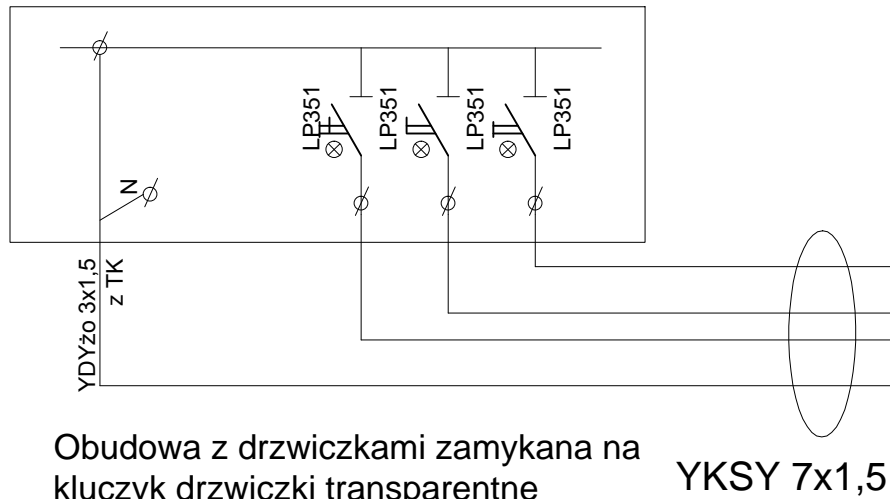 LP351
LP351
LP351
LP351
N
YDYżo 3x1,5
z TK
Obudowa z drzwiczkami zamykana na
kluczyk drzwiczki transparentne
YKSY 7x1,5